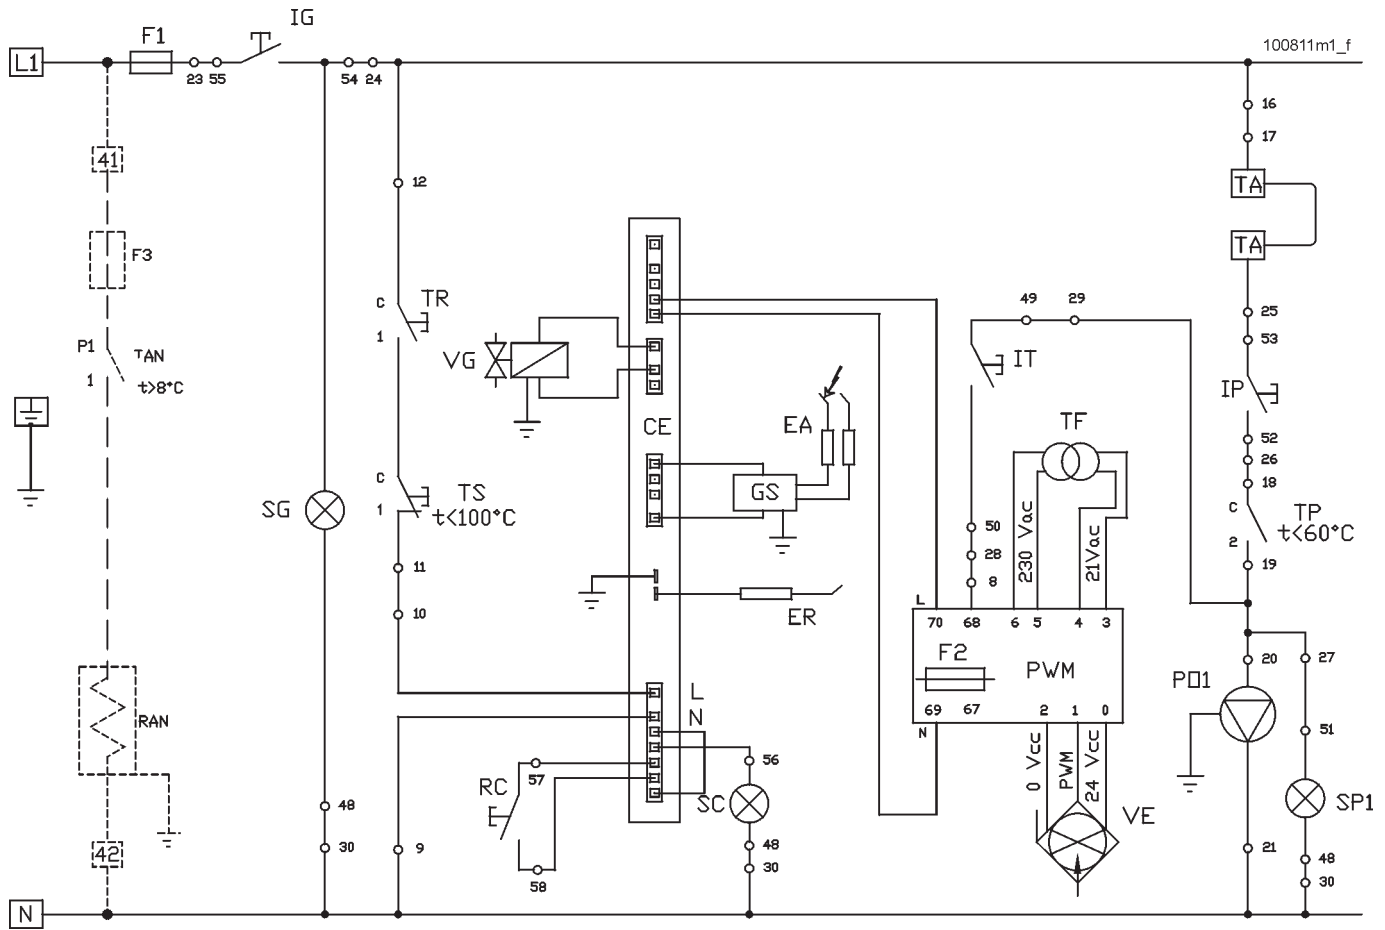 IG
F1
100811m1_f
L1
23 55
54 24
16
17
41
12
TA
TA
F3
C
TR
1
49
29
25
53
P1
TAN
1
t>8°C
VG
IT
IP
CE
EA
TF
52
26
18
C
TS
1
t<100°C
SG
GS
230 Vac
21Vac
50
28
8
C
TP
t<60°C
2
19
11
10
ER
L
70 68 6 5 4 3
F2
PWM
69 67 2 1 0
N
20
27
PO1
L
N
RAN
51
57
RC
56
SC
0 Vcc
PWM
24 Vcc
VE
SP1
48
30
9
58
48
30
21
48
30
42
N